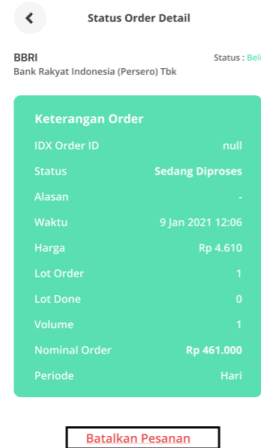 Status Order Detail
BBRI
Status : Beli
Bank Rakyat Indonesia (Persero) Tbk
Keterangan Order
IDX Order ID null
Status Sedang Diproses
Alasan -
Waktu 9 Jan 2021 12:06
Harga Rp 4.610
Lot Order 1
Lot Done 0
Volume 1
Nominal Order Rp 461.000
Periode Hari
Batalkan Pesanan